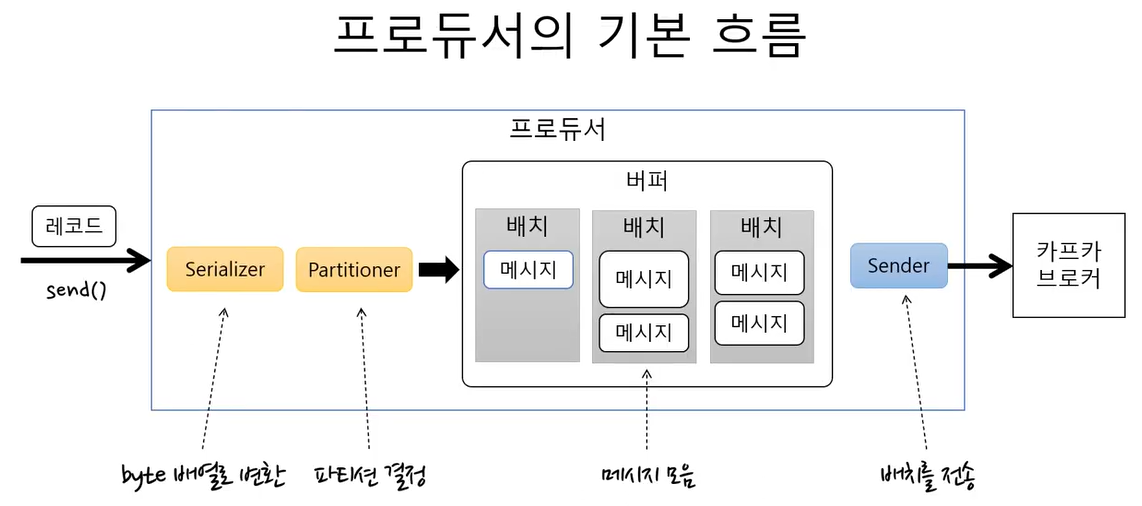 프로듀서의 기본 흐름
프로듀서
버퍼
레코드
send()
Serializer
Partitioner
배치
메시지
배치
메시지
메시지
배치
메시지
메시지
Sender
카프카
브로커
byte 배열로 변환
파티션 결정
메시지 모음
배치를 전송